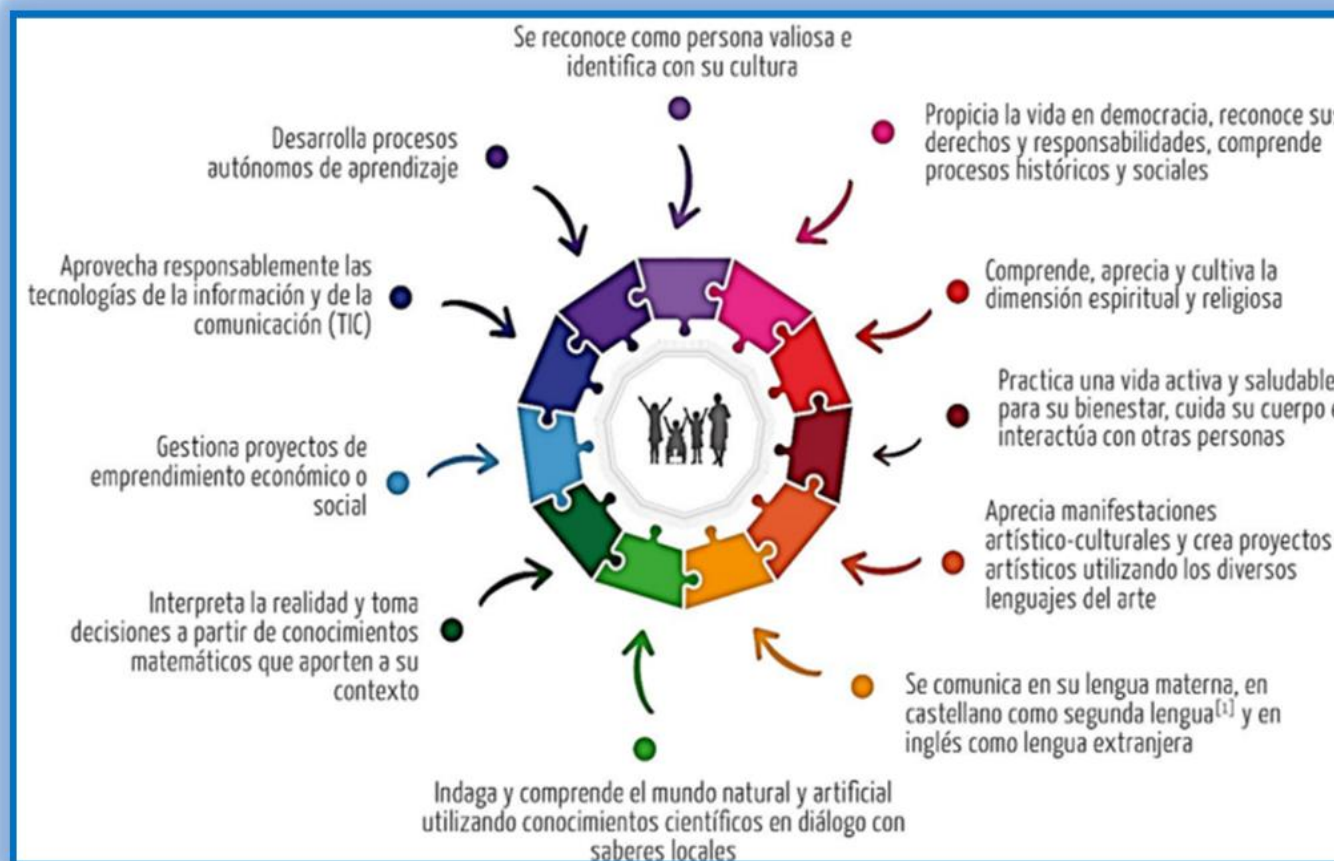 Se reconoce como persona valiosa e
identifica con su cultura
Propicia la vida en democracia, reconoce sus
derechos y responsabilidades, comprende
procesos históricos y sociales
Comprende, aprecia y cultiva la
dimensión espiritual y religiosa
Practica una vida activa y saludable
para su bienestar, cuida su cuerpo e
interactúa con otras personas
Aprecia manifestaciones
artístico-culturales y crea proyectos
artísticos utilizando los diversos
lenguajes del arte
Se comunica en su lengua materna, en
castellano como segunda lengua[1] y en
inglés como lengua extranjera
Indaga y comprende el mundo natural y artificial
utilizando conocimientos científicos en diálogo con
saberes locales
Interpreta la realidad y toma
decisiones a partir de conocimientos
matemáticos que aporten a su
contexto
Gestiona proyectos de
emprendimiento económico o
social
Aprovecha responsablemente las
tecnologías de la información y de la
comunicación (TIC)
Desarrolla procesos
autónomos de aprendizaje